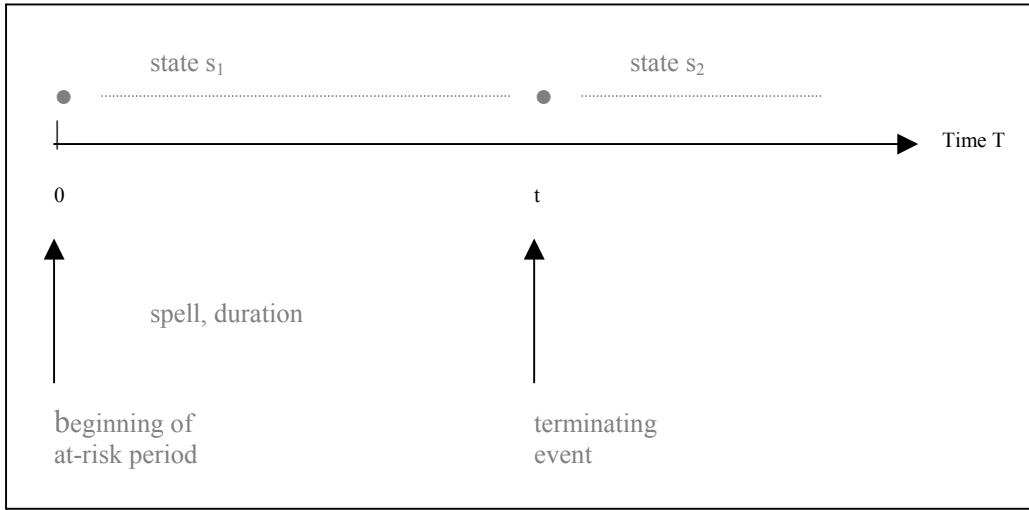 state s₁
state s₂
Time T
0
t
spell, duration
beginning of
at-risk period
terminating
event